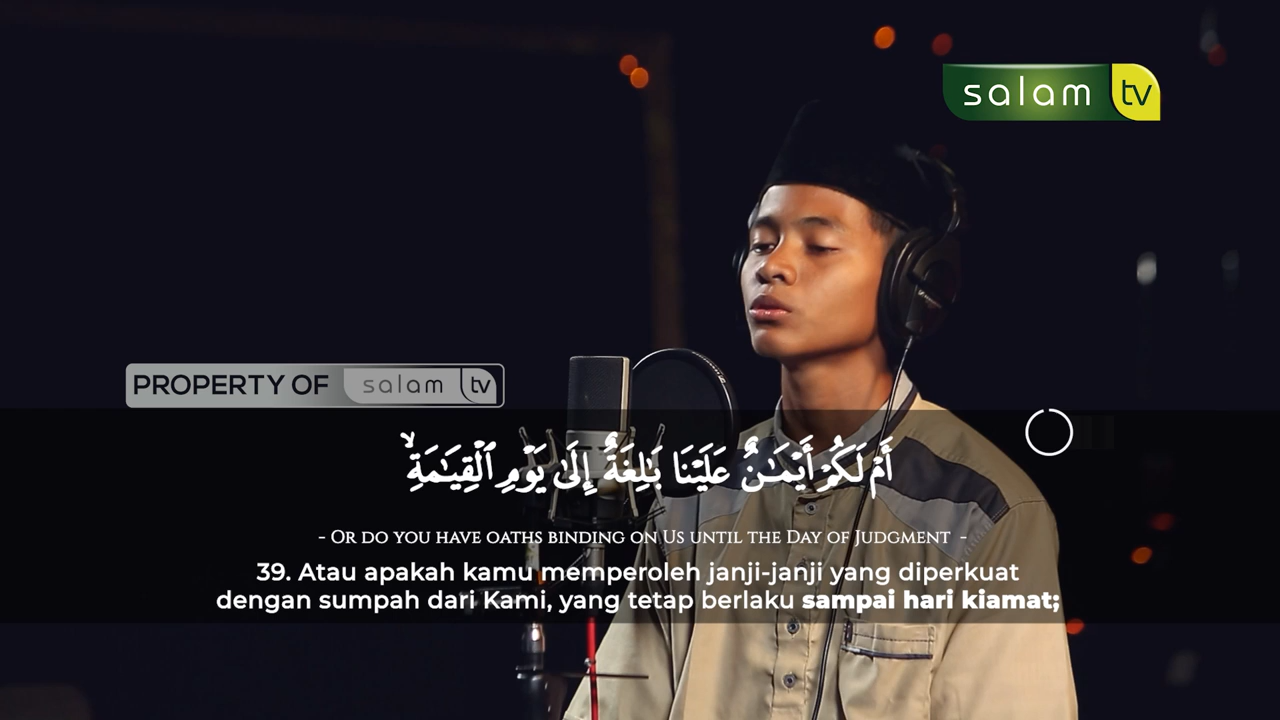 salam tv
PROPERTY OF salam tv
أَمْ لَكُمْ أَيْمَٰنٌ عَلَيْنَا بَٰلِغَةٌ إِلَىٰ يَوْمِ ٱلْقِيَٰمَةِۙ
- Or do you have oaths binding on Us until the Day of Judgment -
39. Atau apakah kamu memperoleh janji-janji yang diperkuat
dengan sumpah dari Kami, yang tetap berlaku sampai hari kiamat;